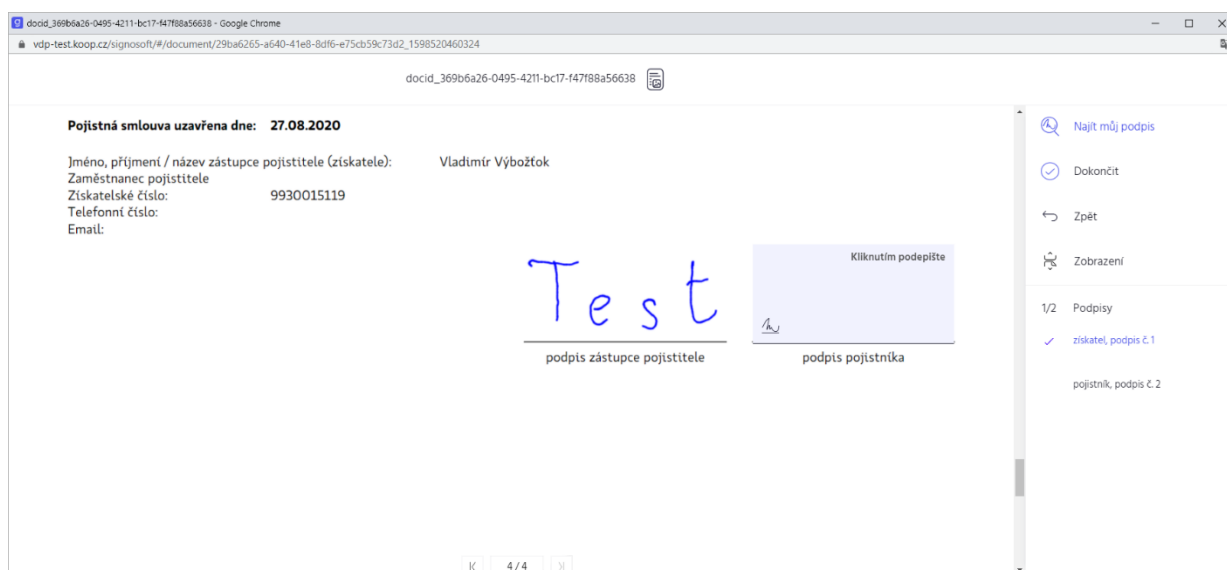 docid_369b6a26-0495-4211-bc17-f47f88a56638 - Google Chrome
vdp-test.koop.cz/signosoft/#/document/29ba6265-a640-41e8-8df6-e75cb59c73d2_1598520460324
docid_369b6a26-0495-4211-bc17-f47f88a56638
Pojistná smlouva uzavřena dne: 27.08.2020
Jméno, příjmení / název zástupce pojistitele (získatele): Vladimír Výbožťok
Zaměstnanec pojistitele
Získatelské číslo: 9930015119
Telefonní číslo:
Email:
Test
Kliknutím podepište
podpis zástupce pojistitele
podpis pojistníka
4 / 4
Najít můj podpis
Dokončit
Zpět
Zobrazení
1/2 Podpisy
získatel, podpis č. 1
pojistník, podpis č. 2